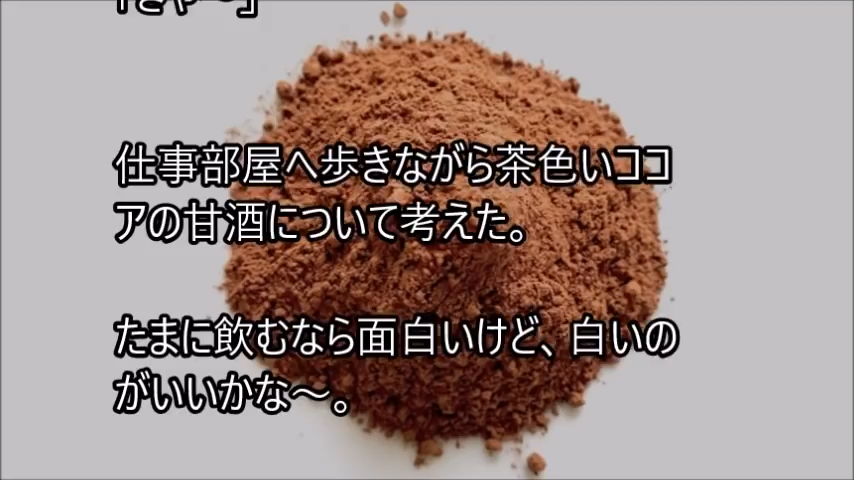 仕事部屋へ歩きながら茶色いココ
アの甘酒について考えた。
たまに飲むなら面白いけど、白いの
がいいかな〜。